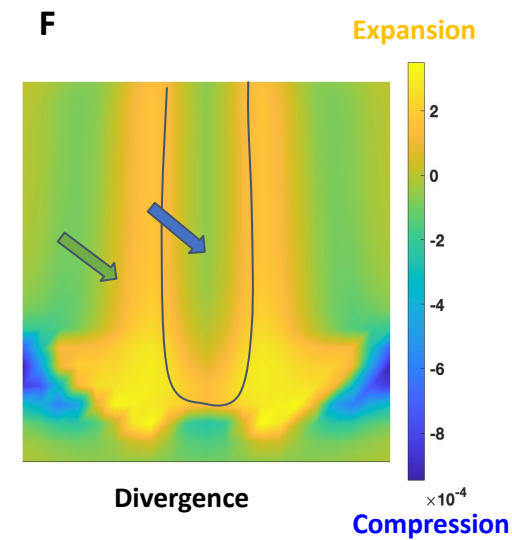 F
Expansion
2
0
-2
-4
-6
-8
×10⁻⁴
Divergence
Compression